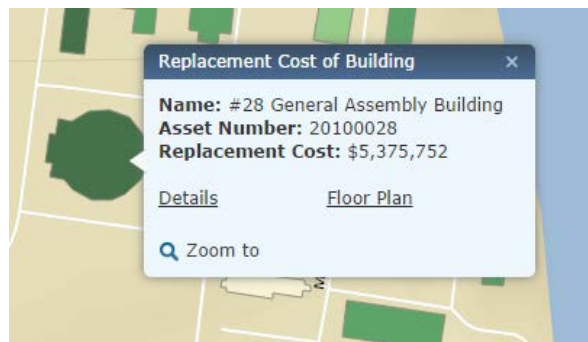 Replacement Cost of Building ×
Name: #28 General Assembly Building
Asset Number: 20100028
Replacement Cost: $5,375,752
Details Floor Plan
Zoom to
M